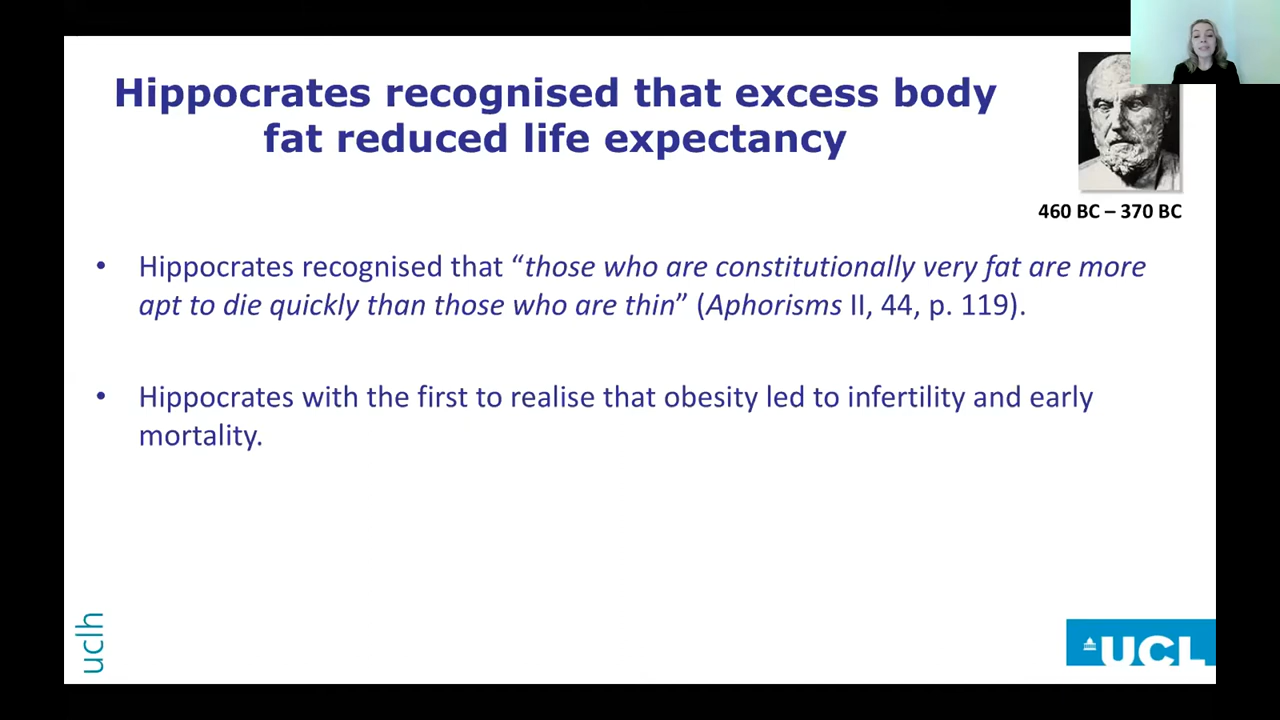 Hippocrates recognised that excess body
fat reduced life expectancy
460 BC – 370 BC
• Hippocrates recognised that “those who are constitutionally very fat are more
apt to die quickly than those who are thin” (Aphorisms II, 44, p. 119).
• Hippocrates with the first to realise that obesity led to infertility and early
mortality.
uclh
UCL